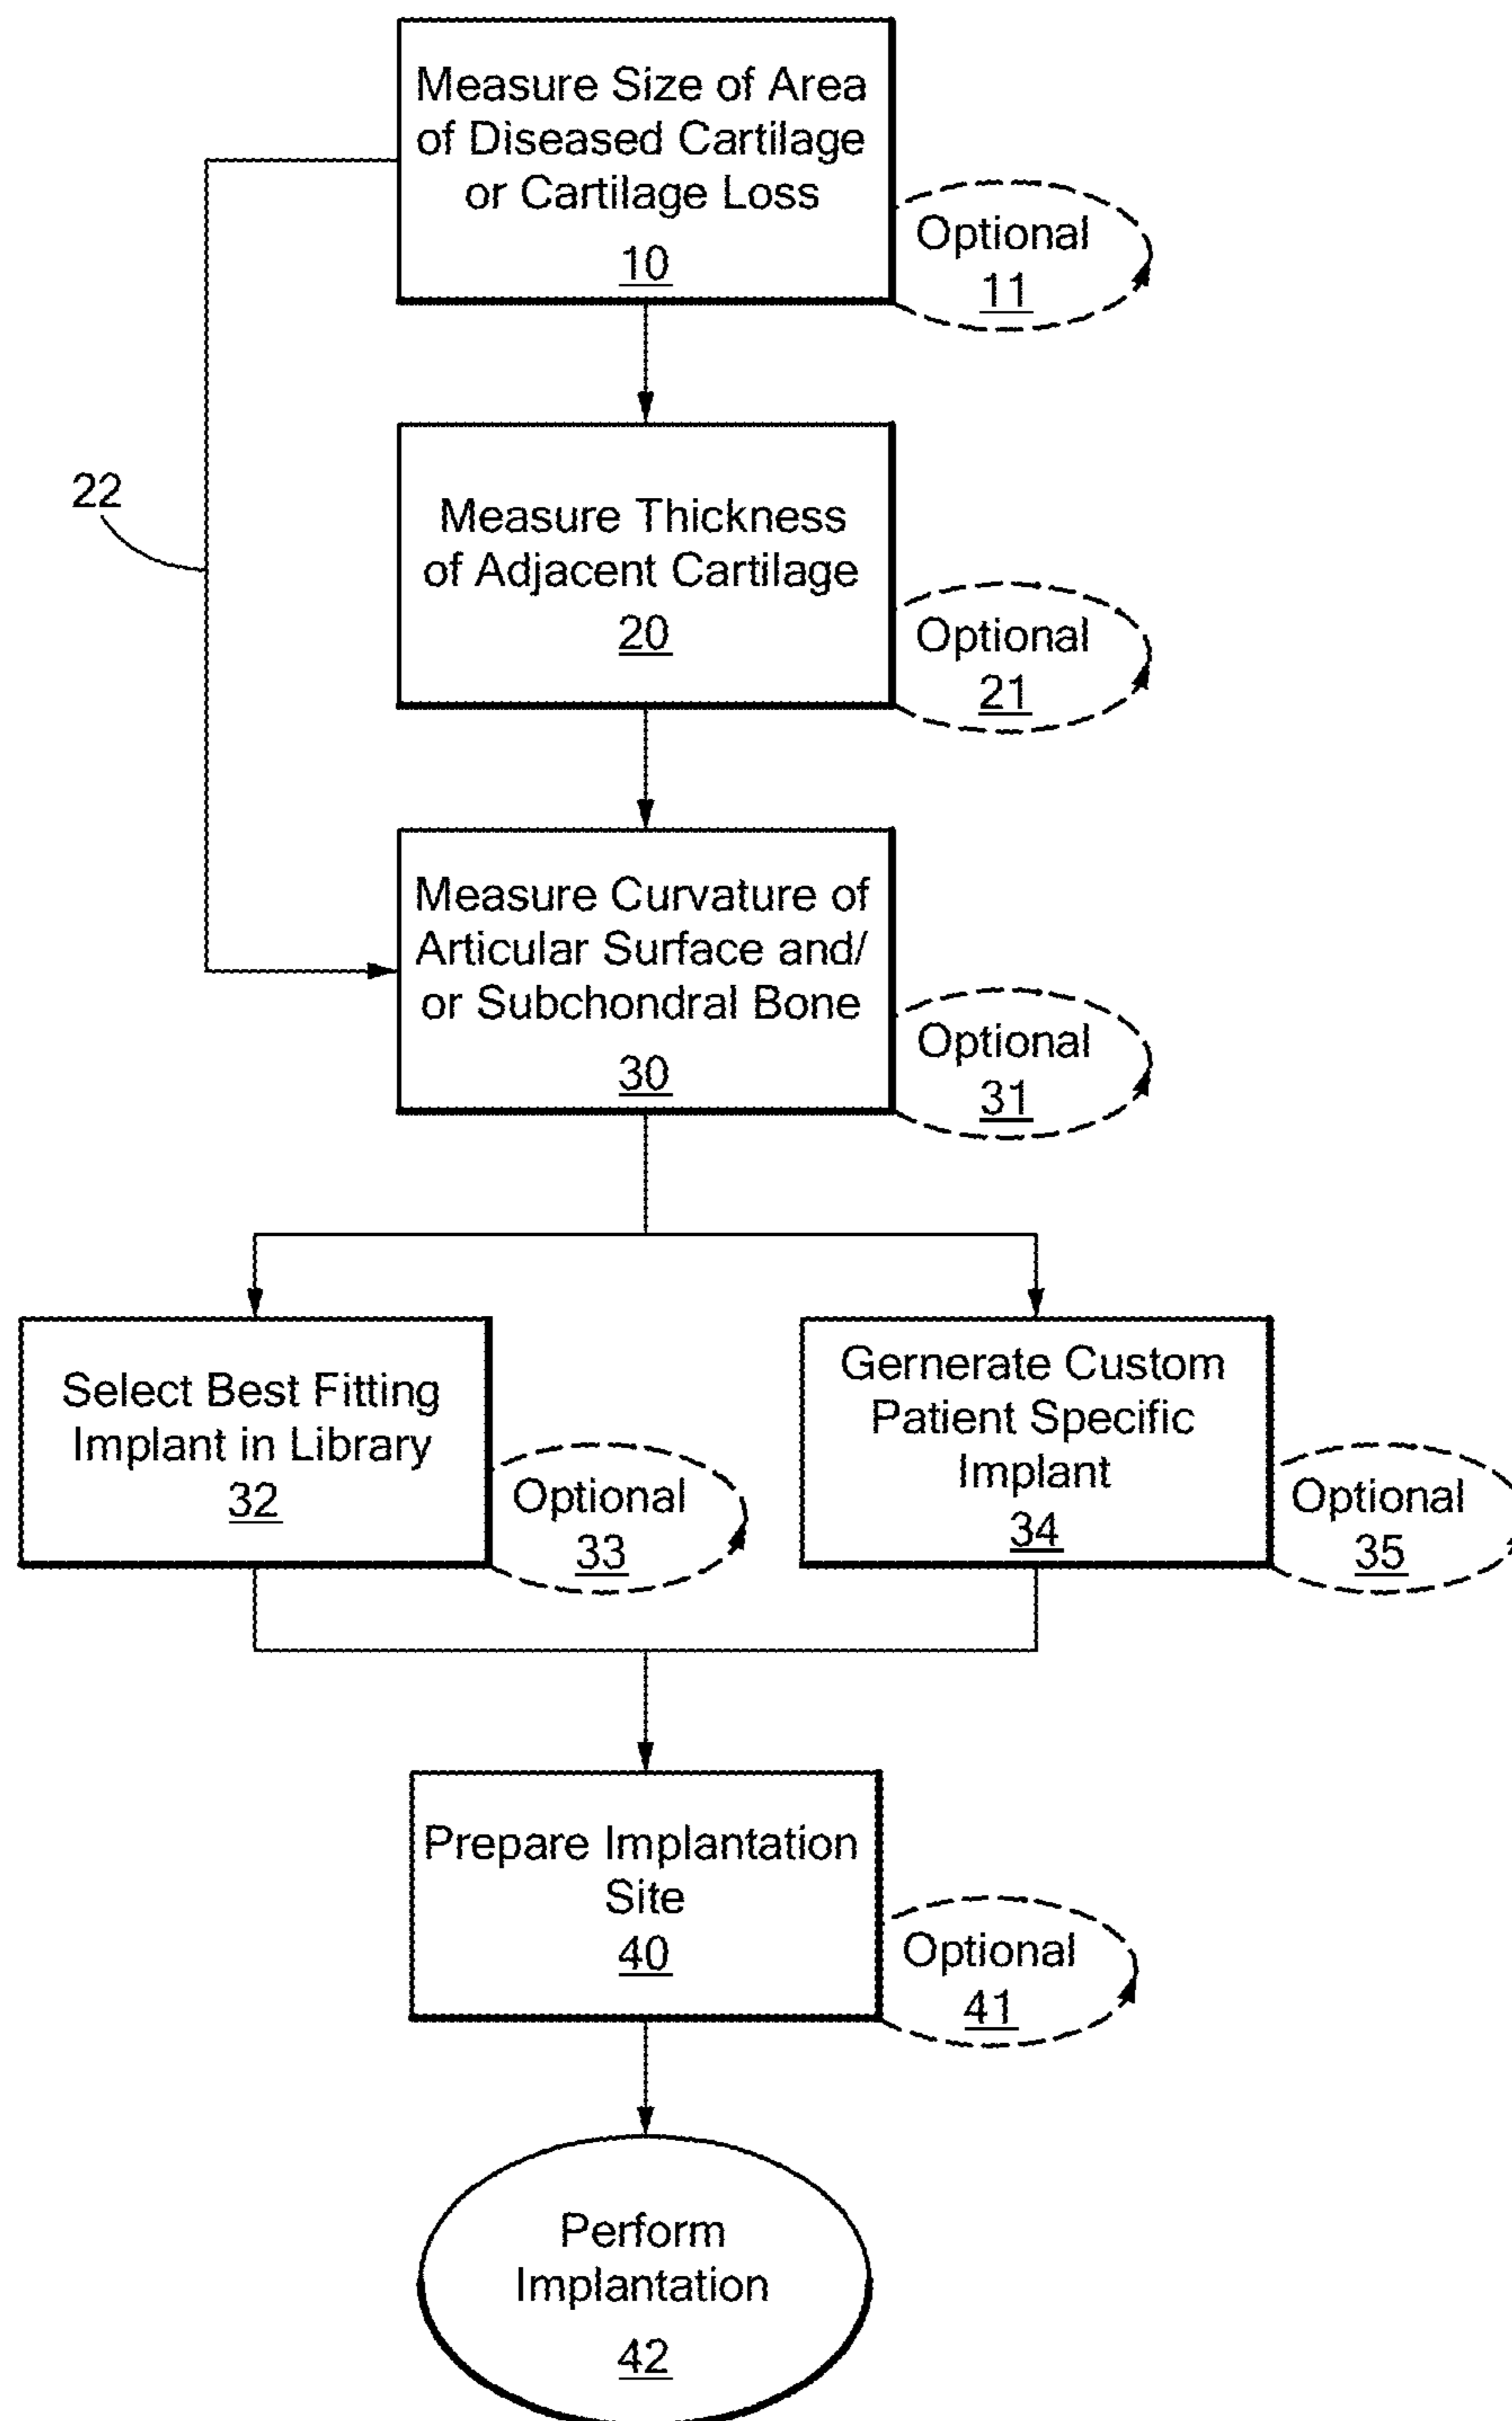 Measure Size of Area
of Diseased Cartilage
or Cartilage Loss
10
Optional
11
22
Measure Thickness
of Adjacent Cartilage
20
Optional
21
Measure Curvature of
Articular Surface and/
or Subchondral Bone
30
Optional
31
Select Best Fitting
Implant in Library
32
Optional
33
Gernerate Custom
Patient Specific
Implant
34
Optional
35
Prepare Implantation
Site
40
Optional
41
Perform
Implantation
42